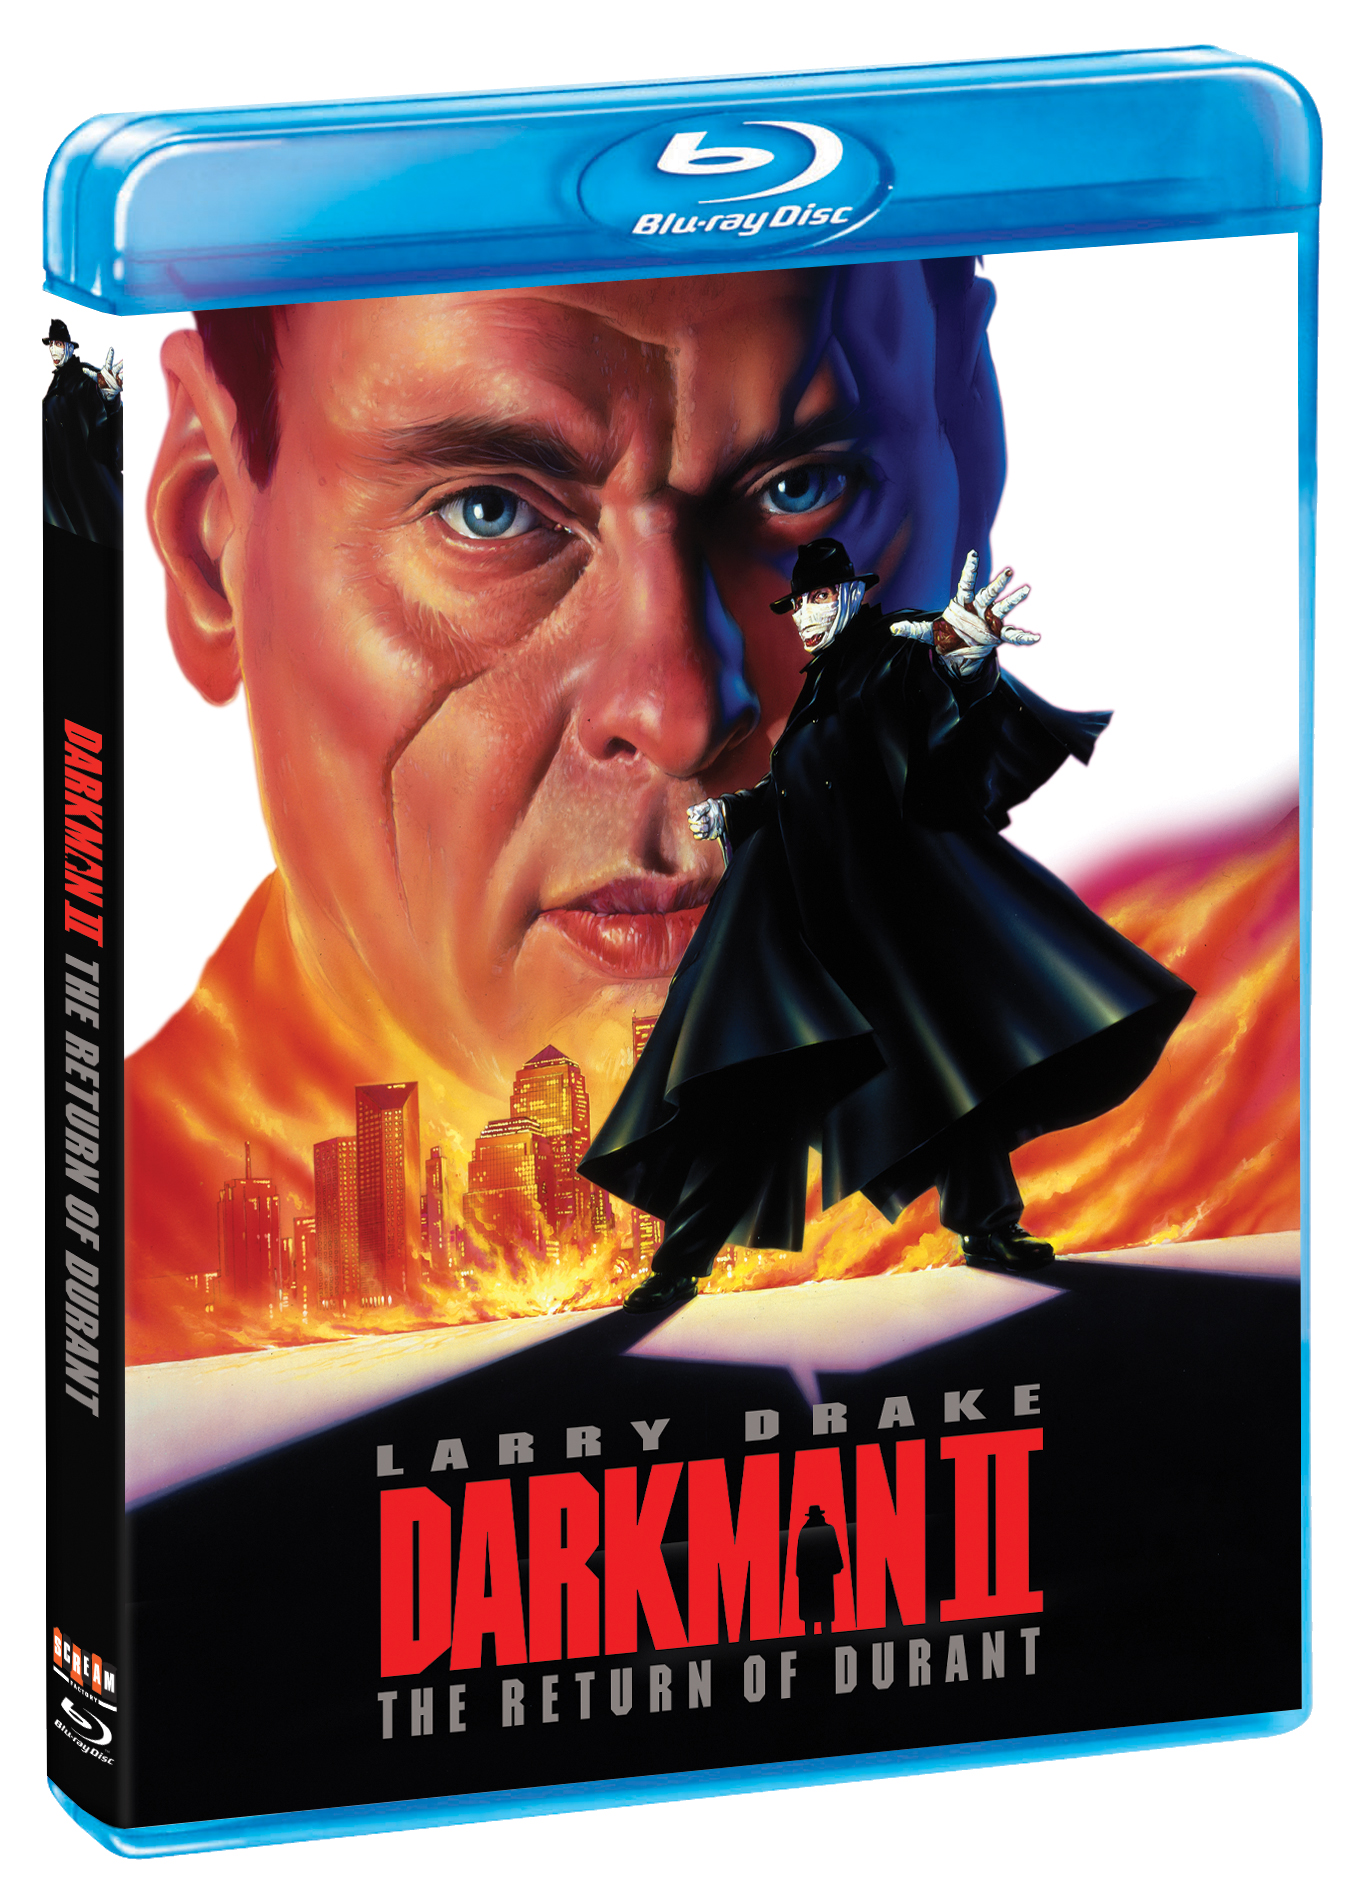 Blu-ray Disc
LARRY DRAKE
DARKMAN II
THE RETURN OF DURANT
DARKMAN II THE RETURN OF DURANT
SCREAM
FACTORY
Blu-ray Disc